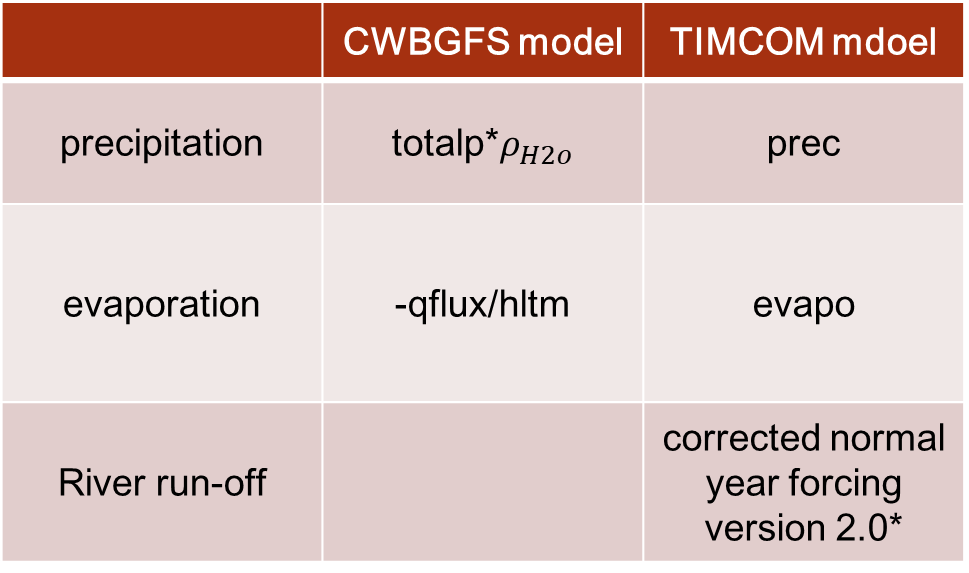 CWBGFS model TIMCOM mdoel
precipitation totalp*ρ_H2o prec
evaporation -qflux/hltm evapo
River run-off corrected normal
year forcing
version 2.0*